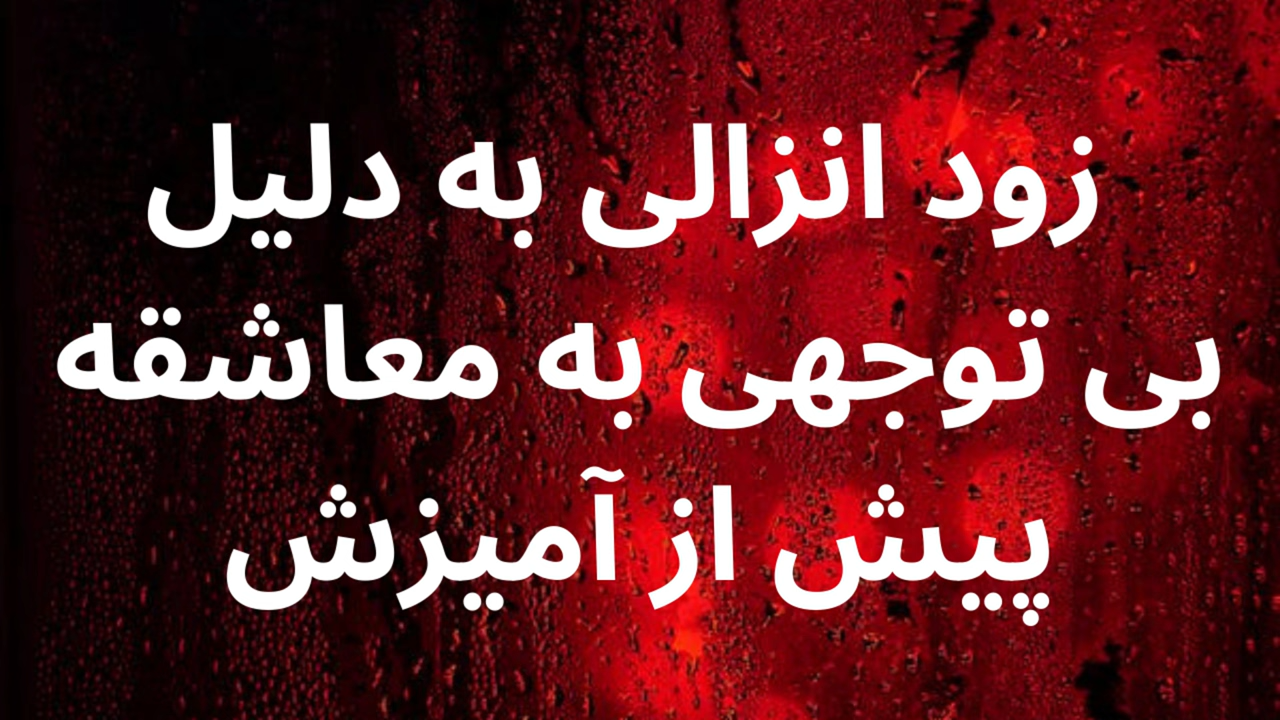 زود انزالی به دلیل
بی توجهی به معاشقه
پیش از آمیزش